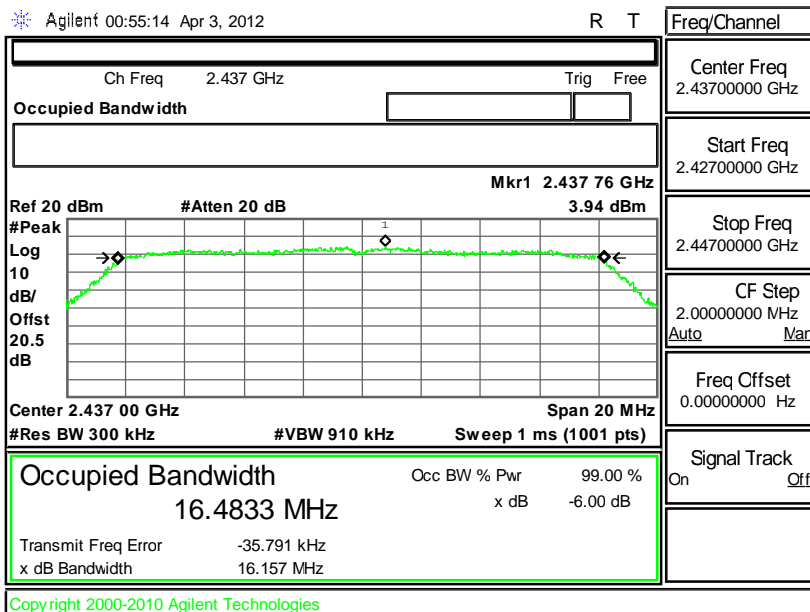 Agilent 00:55:14 Apr 3, 2012 R T
Freq/Channel
Ch Freq 2.437 GHz Trig Free
Occupied Bandwidth
Mkr1 2.437 76 GHz
Ref 20 dBm #Atten 20 dB 3.94 dBm
#Peak
Log
10
dB/
Offst
20.5
dB
1
Center 2.437 00 GHz Span 20 MHz
#Res BW 300 kHz #VBW 910 kHz Sweep 1 ms (1001 pts)
Occupied Bandwidth Occ BW % Pwr 99.00 %
16.4833 MHz x dB -6.00 dB
Transmit Freq Error -35.791 kHz
x dB Bandwidth 16.157 MHz
Copyright 2000-2010 Agilent Technologies
Center Freq
2.43700000 GHz
Start Freq
2.42700000 GHz
Stop Freq
2.44700000 GHz
CF Step
2.00000000 MHz
Auto Man
Freq Offset
0.00000000 Hz
Signal Track
On Off